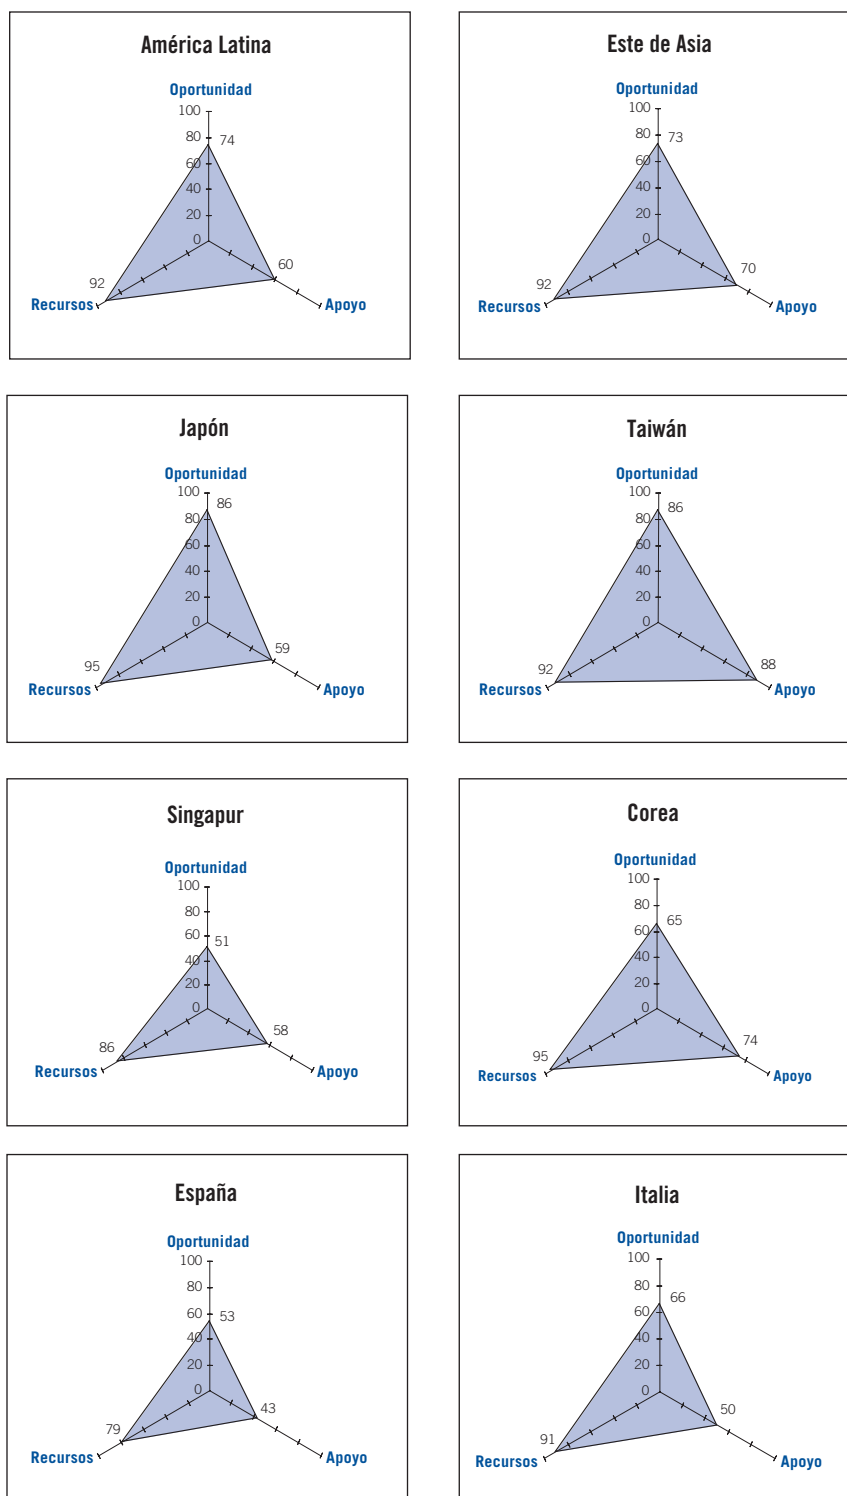 América Latina
Oportunidad
100
80
74
60
40
20
0
60
92
Recursos
Apoyo
Este de Asia
Oportunidad
100
80
73
60
40
20
0
70
92
Recursos
Apoyo
Japón
Oportunidad
100
86
80
60
40
20
0
59
95
Recursos
Apoyo
Taiwán
Oportunidad
100
86
80
60
40
20
0
88
92
Recursos
Apoyo
Singapur
Oportunidad
100
80
60
51
40
20
0
58
86
Recursos
Apoyo
Corea
Oportunidad
100
80
65
60
40
20
0
74
95
Recursos
Apoyo
España
Oportunidad
100
80
60
53
40
20
0
43
79
Recursos
Apoyo
Italia
Oportunidad
100
80
66
60
40
20
0
50
91
Recursos
Apoyo